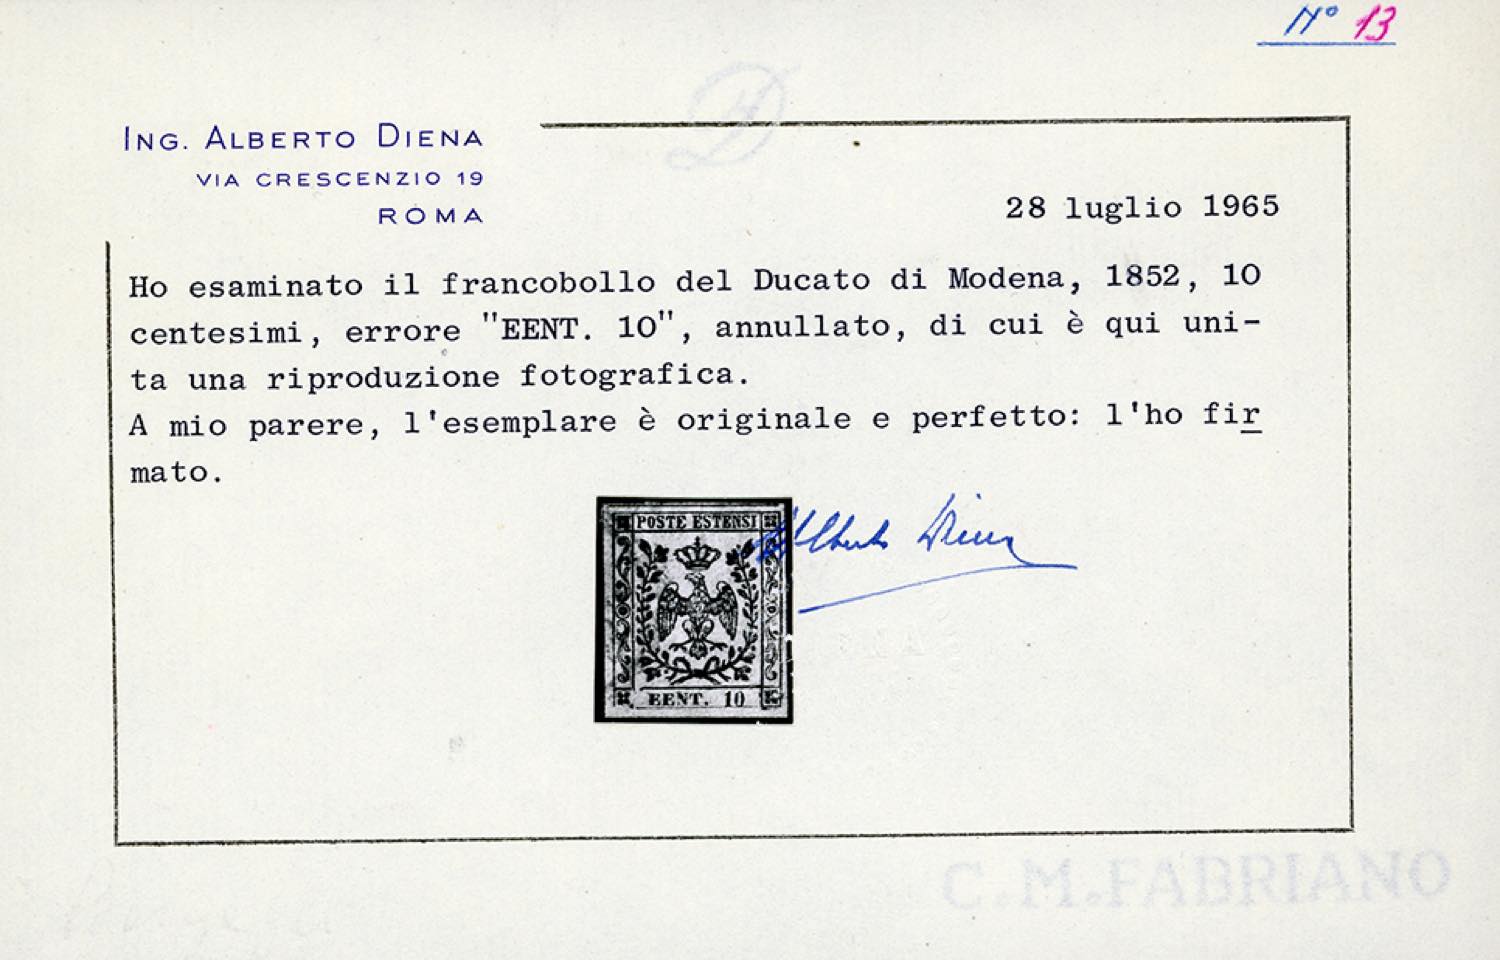 N° 13
ING. ALBERTO DIENA
VIA CRESCENZIO 19
ROMA
28 luglio 1965
Ho esaminato il francobollo del Ducato di Modena, 1852, 10
centesimi, errore "EENT. 10", annullato, di cui è qui uni-
ta una riproduzione fotografica.
A mio parere, l'esemplare è originale e perfetto: l'ho fir
mato.
POSTE ESTENSI
EENT. 10
Alberto Diena
C.M.FABRIANO